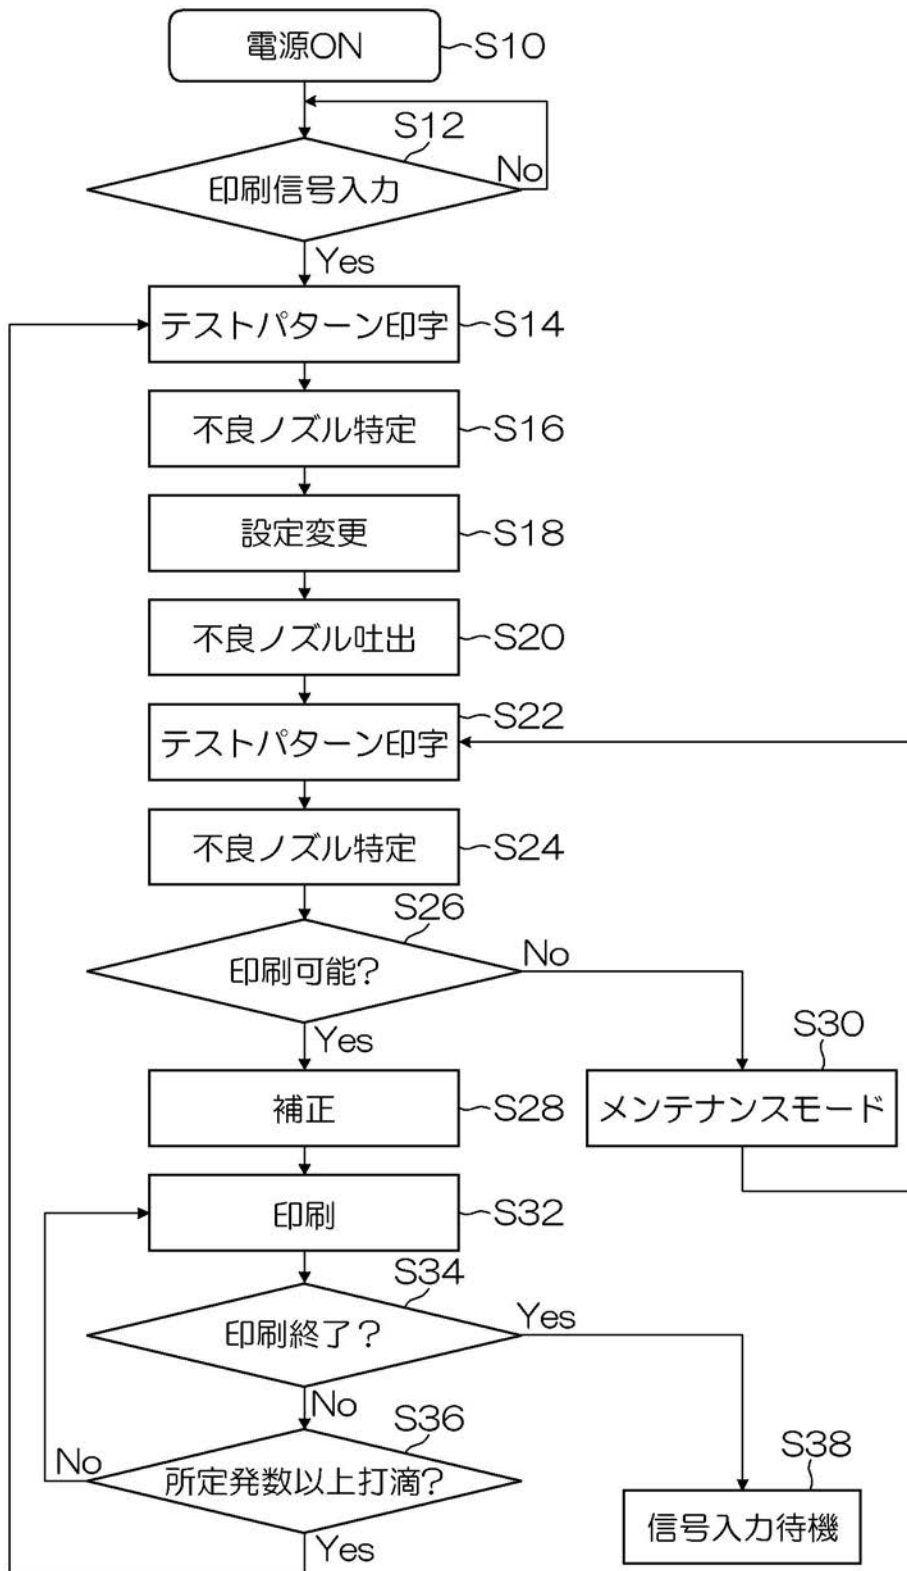 電源ON
S10
S12
No
印刷信号入力
Yes
テストパターン印字
S14
不良ノズル特定
S16
設定変更
S18
不良ノズル吐出
S20
S22
テストパターン印字
不良ノズル特定
S24
S26
印刷可能?
No
Yes
S30
補正
S28
メンテナンスモード
印刷
S32
S34
印刷終了?
Yes
No
S36
No
所定発数以上打滴?
S38
信号入力待機
Yes